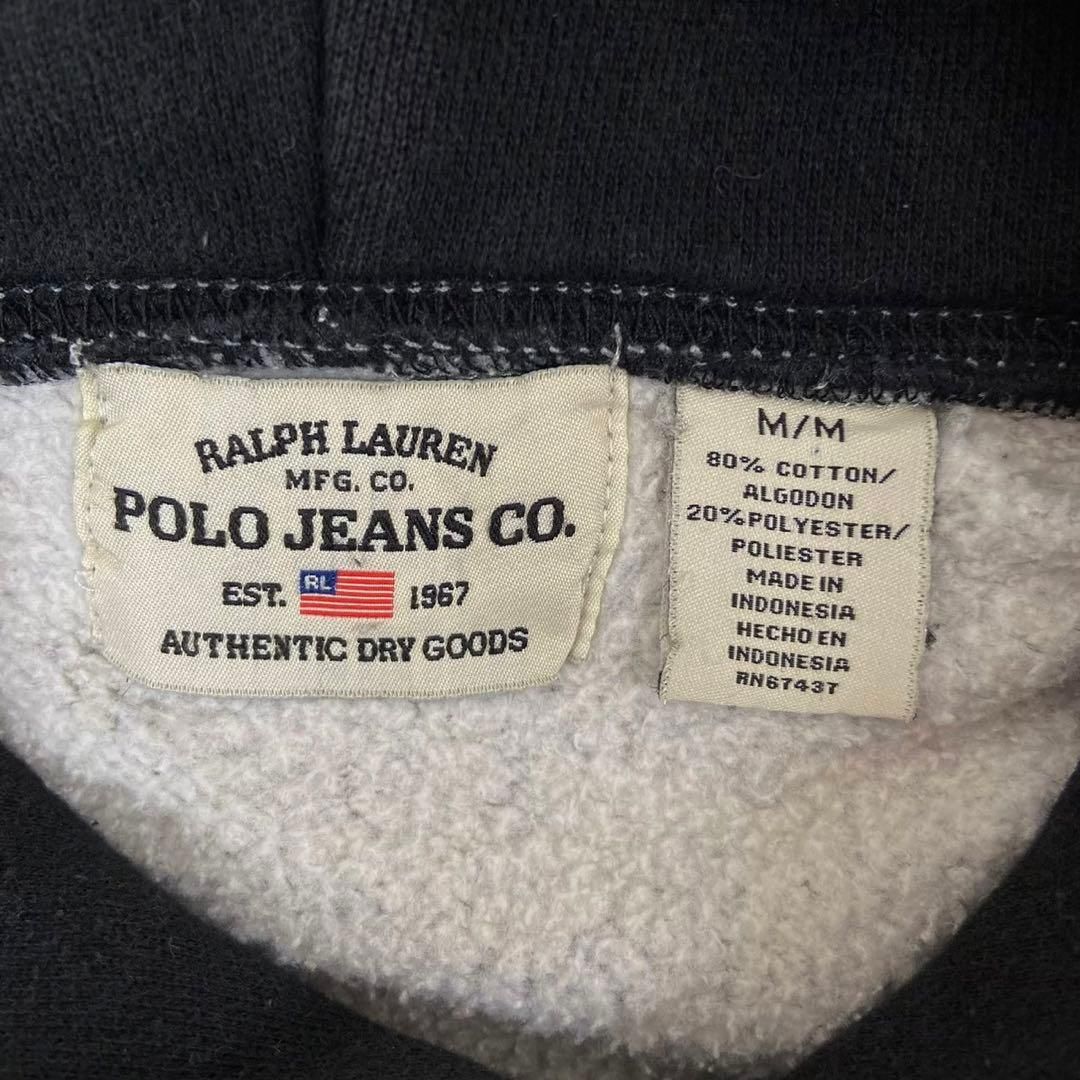 RALPH LAUREN
MFG. CO.
POLO JEANS CO.
EST. RL 1967
AUTHENTIC DRY GOODS
M/M
80% COTTON/
ALGODON
20%POLYESTER/
POLIESTER
MADE IN
INDONESIA
HECHO EN
INDONESIA
RN6743T